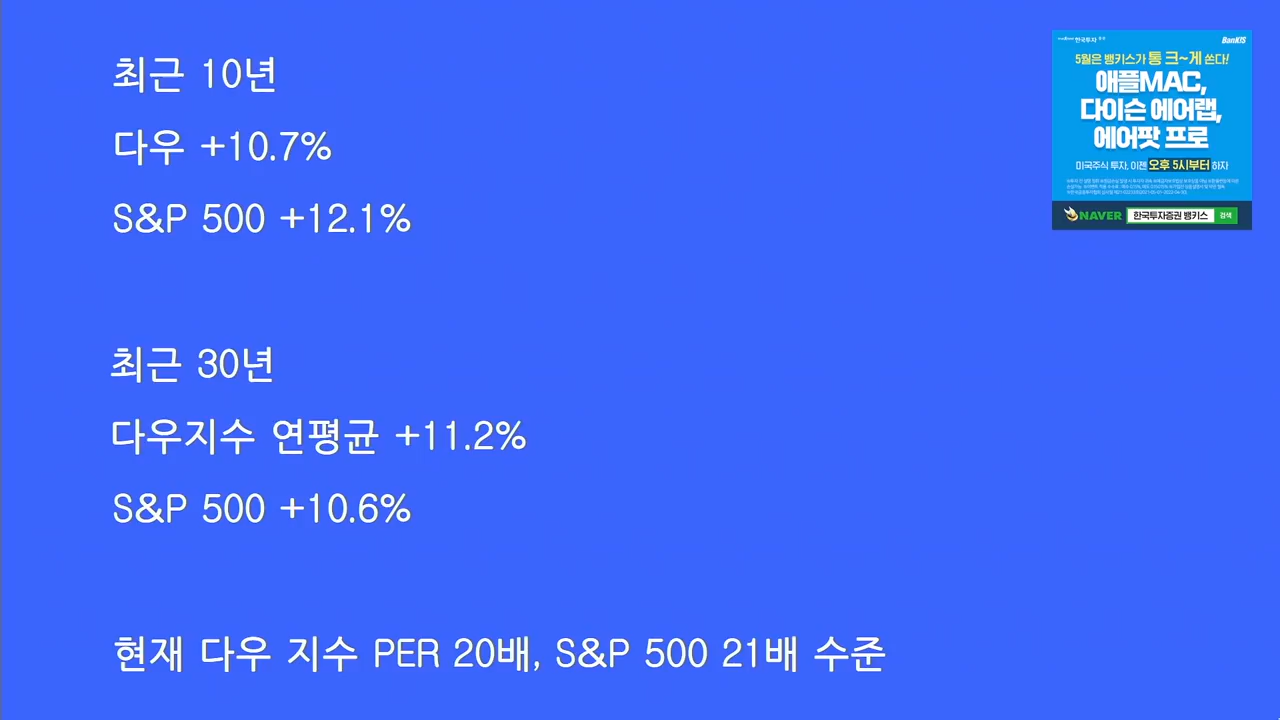 최근 10년
다우 +10.7%
S&P 500 +12.1%
최근 30년
다우지수 연평균 +11.2%
S&P 500 +10.6%
현재 다우 지수 PER 20배, S&P 500 21배 수준
한국투자
BanKIS
5월은 뱅키스가 통 크~게 쏜다!
애플MAC,
다이슨 에어랩,
에어팟 프로
미국주식 투자, 이젠 오후 5시부터 하자
NAVER 한국투자증권 뱅키스 검색